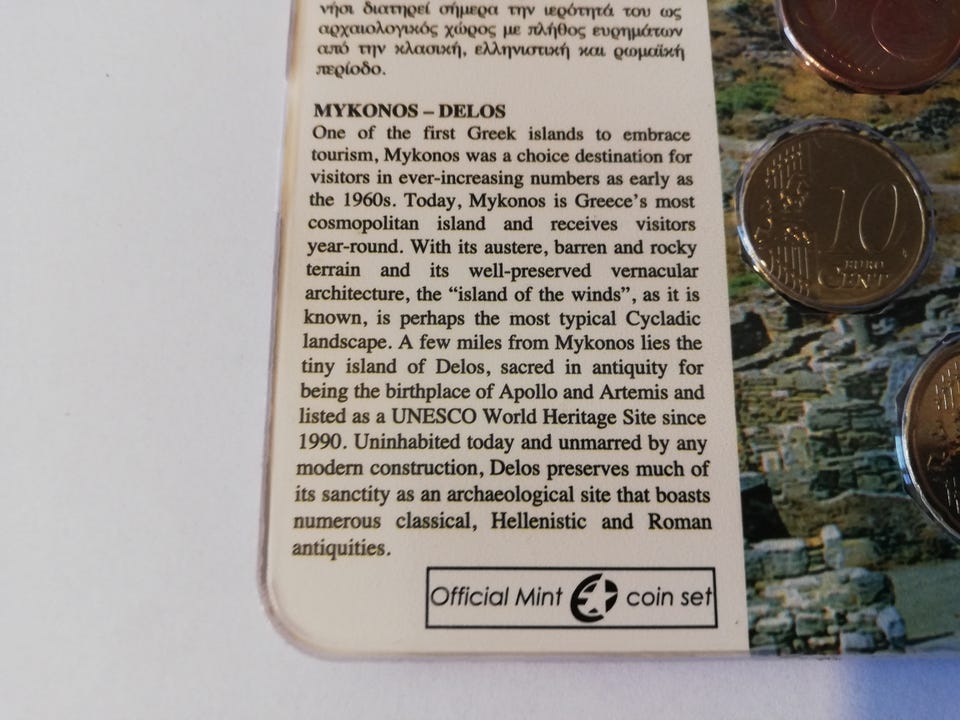 νήσι διατηρεί σήμερα την ιερότητά του ως
αρχαιολογικός χώρος με πλήθος ευρημάτων
από την κλασική, ελληνιστική και ρωμαϊκή
περίοδο.
MYKONOS – DELOS
One of the first Greek islands to embrace
tourism, Mykonos was a choice destination for
visitors in ever-increasing numbers as early as
the 1960s. Today, Mykonos is Greece's most
cosmopolitan island and receives visitors
year-round. With its austere, barren and rocky
terrain and its well-preserved vernacular
architecture, the “island of the winds”, as it is
known, is perhaps the most typical Cycladic
landscape. A few miles from Mykonos lies the
tiny island of Delos, sacred in antiquity for
being the birthplace of Apollo and Artemis and
listed as a UNESCO World Heritage Site since
1990. Uninhabited today and unmarred by any
modern construction, Delos preserves much of
its sanctity as an archaeological site that boasts
numerous classical, Hellenistic and Roman
antiquities.
Official Mint coin set
10
EURO
CENT